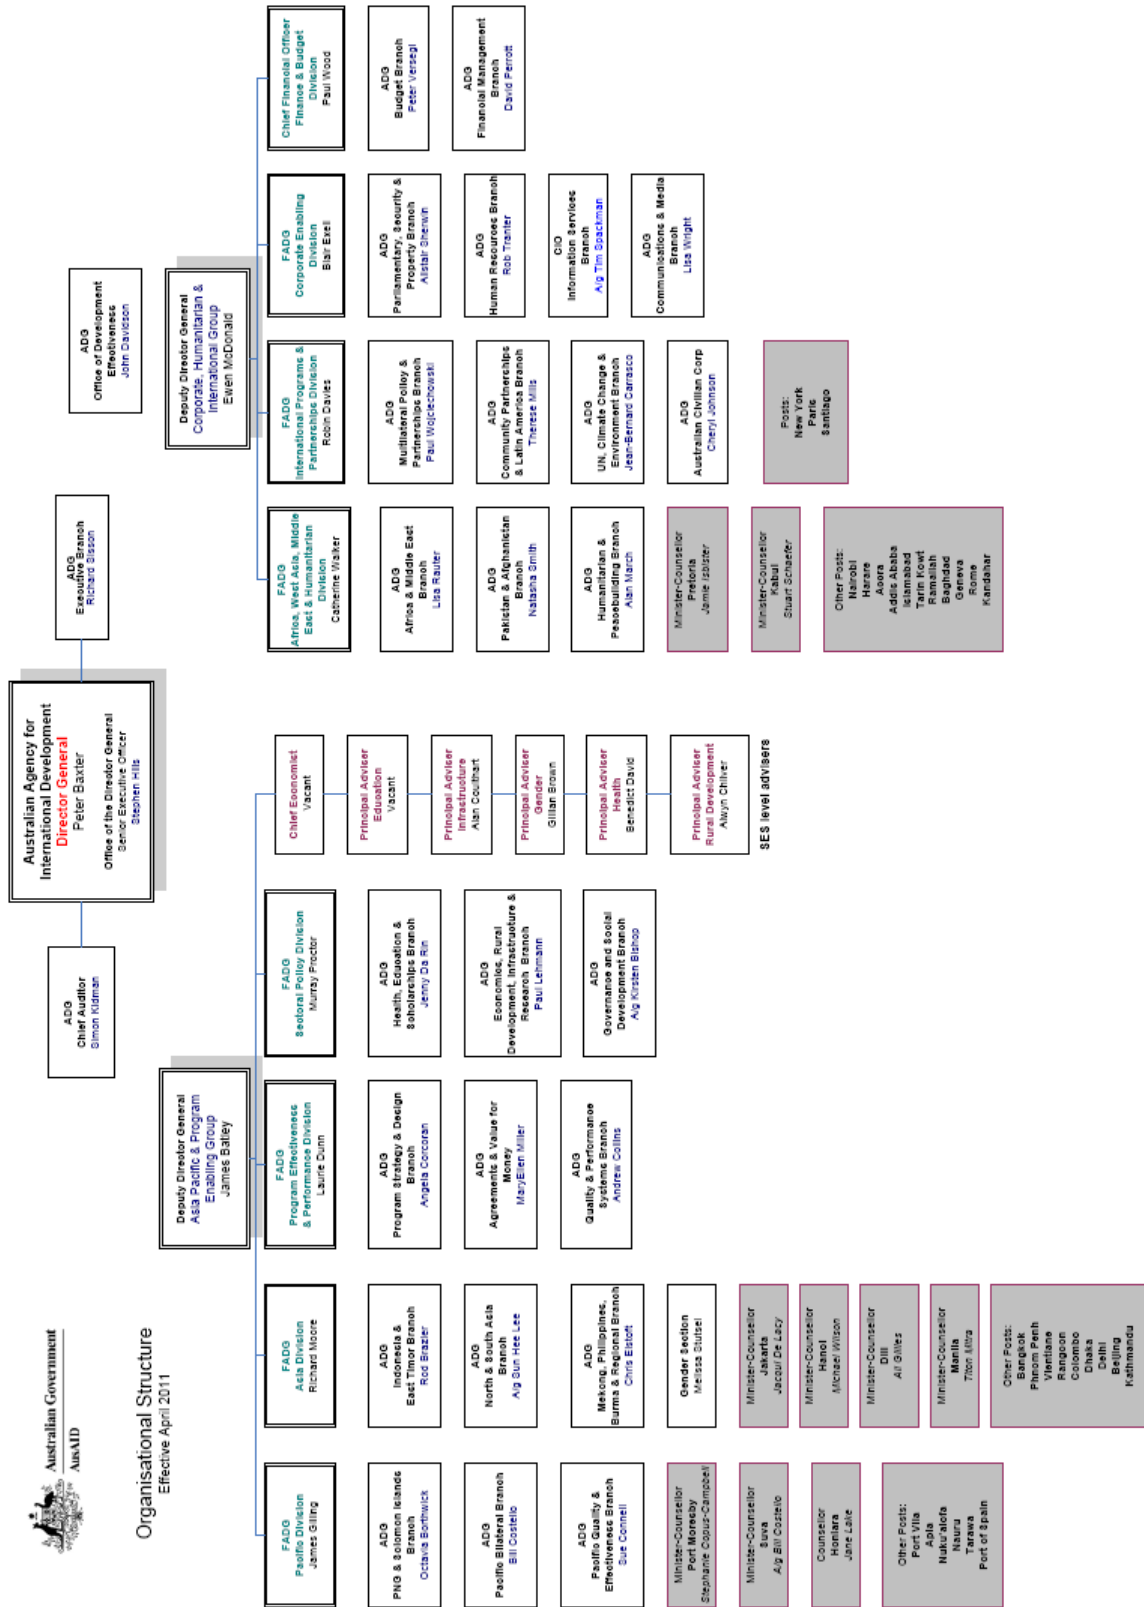 Australian Government
AusAID
Organisational Structure
Effective April 2011
Australian Agency for
International Development
Director General
Peter Baxter
Office of the Director General
Senior Executive Officer
Stephen Hills
ADG
Chief Auditor
Simon Kidman
ADG
Executive Branch
Richard Sisson
ADG
Office of Development
Effectiveness
John Davidson
Deputy Director General
Asia Pacific & Program
Enabling Group
James Batley
Deputy Director General
Corporate, Humanitarian &
International Group
Ewen McDonald
FADG
Pacific Division
James Gilling
ADG
PNG & Solomon Islands
Branch
Octavia Borthwick
ADG
Pacific Bilateral Branch
Bill Costello
ADG
Pacific Quality &
Effectiveness Branch
Sue Connell
Minister-Counsellor
Port Moresby
Stephanie Copus-Campbell
Minister-Counsellor
Suva
A/g Bill Costello
Counsellor
Honiara
Jane Lake
Other Posts:
Port Vila
Apia
Nuku'alofa
Nauru
Tarawa
Port of Spain
FADG
Asia Division
Richard Moore
ADG
Indonesia &
East Timor Branch
Rod Brazier
ADG
North & South Asia
Branch
A/g Sun Hee Lee
ADG
Mekong, Philippines,
Burma & Regional Branch
Chris Elstoft
Gender Section
Melissa Stutsel
Minister-Counsellor
Jakarta
Jacqui De Lacy
Minister-Counsellor
Hanoi
Michael Wilson
Minister-Counsellor
Dili
Ali Gillies
Minister-Counsellor
Manila
Titon Mitra
Other Posts:
Bangkok
Phnom Penh
Vientiane
Rangoon
Colombo
Dhaka
Delhi
Beijing
Kathmandu
FADG
Program Effectiveness
& Performance Division
Laurie Dunn
ADG
Program Strategy & Design
Branch
Angela Corcoran
ADG
Agreements & Value for
Money
MaryEllen Miller
ADG
Quality & Performance
Systems Branch
Andrew Collins
FADG
Sectoral Policy Division
Murray Proctor
ADG
Health, Education &
Scholarships Branch
Jenny Da Rin
ADG
Economics, Rural
Development, Infrastructure &
Research Branch
Paul Lehmann
ADG
Governance and Social
Development Branch
A/g Kirsten Bishop
Chief Economist
Vacant
Principal Adviser
Education
Vacant
Principal Adviser
Infrastructure
Alan Coulthart
Principal Adviser
Gender
Gillian Brown
Principal Adviser
Health
Benedict David
Principal Adviser
Rural Development
Alwyn Chilver
SES level advisers
FADG
Africa, West Asia, Middle
East & Humanitarian
Division
Catherine Walker
ADG
Africa & Middle East
Branch
Lisa Rauter
ADG
Pakistan & Afghanistan
Branch
Natasha Smith
ADG
Humanitarian &
Peacebuilding Branch
Alan March
Minister-Counsellor
Pretoria
Jamie Isbister
Minister-Counsellor
Kabul
Stuart Schaefer
Other Posts:
Nairobi
Harare
Accra
Addis Ababa
Islamabad
Tarin Kowt
Ramallah
Baghdad
Geneva
Rome
Kandahar
FADG
International Programs &
Partnerships Division
Robin Davies
ADG
Multilateral Policy &
Partnerships Branch
Paul Wojciechowski
ADG
Community Partnerships
& Latin America Branch
Therese Mills
ADG
UN, Climate Change &
Environment Branch
Jean-Bernard Carrasco
ADG
Australian Civilian Corp
Cheryl Johnson
Posts:
New York
Paris
Santiago
FADG
Corporate Enabling
Division
Blair Exell
ADG
Parliamentary, Security &
Property Branch
Alistair Sherwin
ADG
Human Resources Branch
Rob Tranter
CIO
Information Services
Branch
A/g Tim Spackman
ADG
Communications & Media
Branch
Lisa Wright
Chief Financial Officer
Finance & Budget
Division
Paul Wood
ADG
Budget Branch
Peter Versegi
ADG
Financial Management
Branch
David Perrott